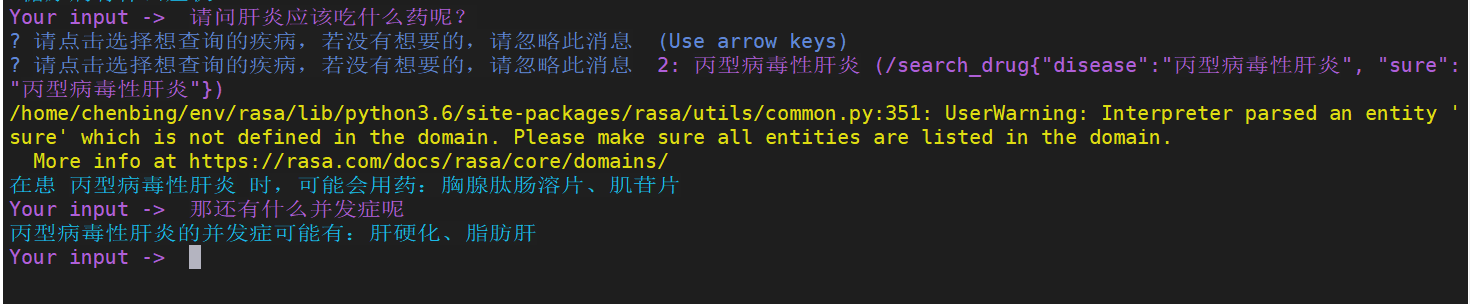 Your input ->  请问肝炎应该吃什么药呢？
? 请点击选择想查询的疾病，若没有想要的，请忽略此消息  (Use arrow keys)
? 请点击选择想查询的疾病，若没有想要的，请忽略此消息  2: 丙型病毒性肝炎 (/search_drug{"disease":"丙型病毒性肝炎", "sure":
"丙型病毒性肝炎"})
/home/chenbing/env/rasa/lib/python3.6/site-packages/rasa/utils/common.py:351: UserWarning: Interpreter parsed an entity '
sure' which is not defined in the domain. Please make sure all entities are listed in the domain.
  More info at https://rasa.com/docs/rasa/core/domains/
在患 丙型病毒性肝炎 时，可能会用药：胸腺肽肠溶片、肌苷片
Your input ->  那还有什么并发症呢
丙型病毒性肝炎的并发症可能有：肝硬化、脂肪肝
Your input ->